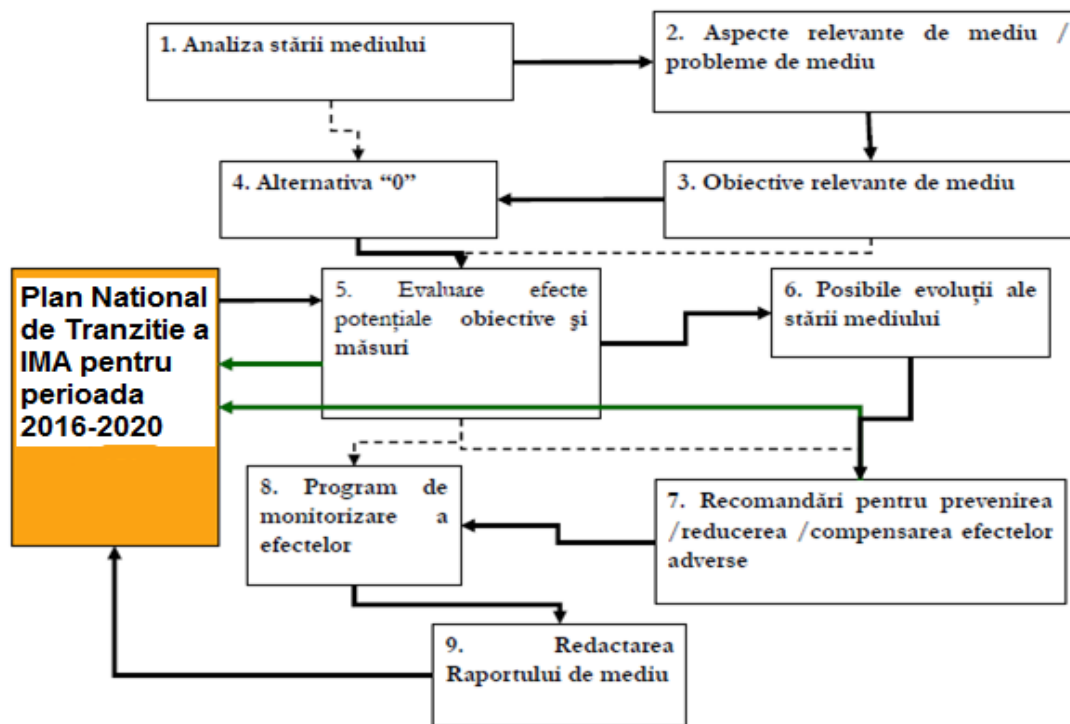 1. Analiza stării mediului
2. Aspecte relevante de mediu /
probleme de mediu
4. Alternativa “0”
3. Obiective relevante de mediu
Plan National
de Tranzitie a
IMA pentru
perioada
2016-2020
5. Evaluare efecte
potențiale obiective şi
măsuri
6. Posibile evoluții ale
stării mediului
8. Program de
monitorizare a
efectelor
7. Recomandări pentru prevenirea
/reducerea /compensarea efectelor
adverse
9. Redactarea
Raportului de mediu